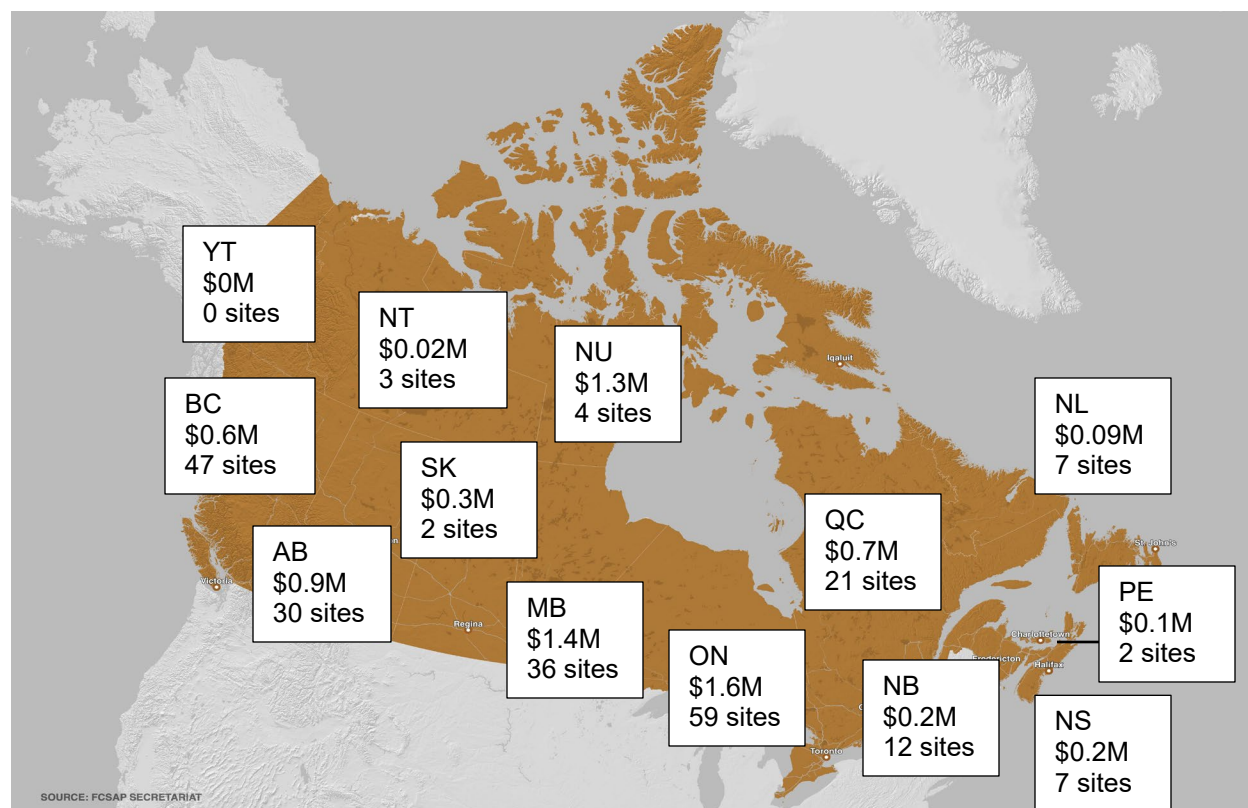 YT
$0M
0 sites
NT
$0.02M
3 sites
NU
$1.3M
4 sites
Iqaluit
BC
$0.6M
47 sites
NL
$0.09M
7 sites
SK
$0.3M
2 sites
QC
$0.7M
21 sites
AB
$0.9M
30 sites
Victoria
St. John's
MB
$1.4M
36 sites
Regina
PE
$0.1M
2 sites
Charlottetown
Fredericton
Halifax
ON
$1.6M
59 sites
NB
$0.2M
12 sites
NS
$0.2M
7 sites
Toronto
SOURCE: FCSAP SECRETARIAT